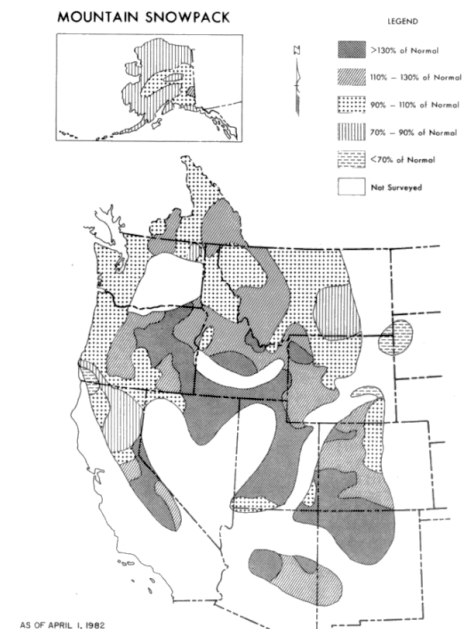 MOUNTAIN SNOWPACK
LEGEND
>130% of Normal
110% – 130% of Normal
90% – 110% of Normal
70% – 90% of Normal
<70% of Normal
Not Surveyed
AS OF APRIL 1, 1982